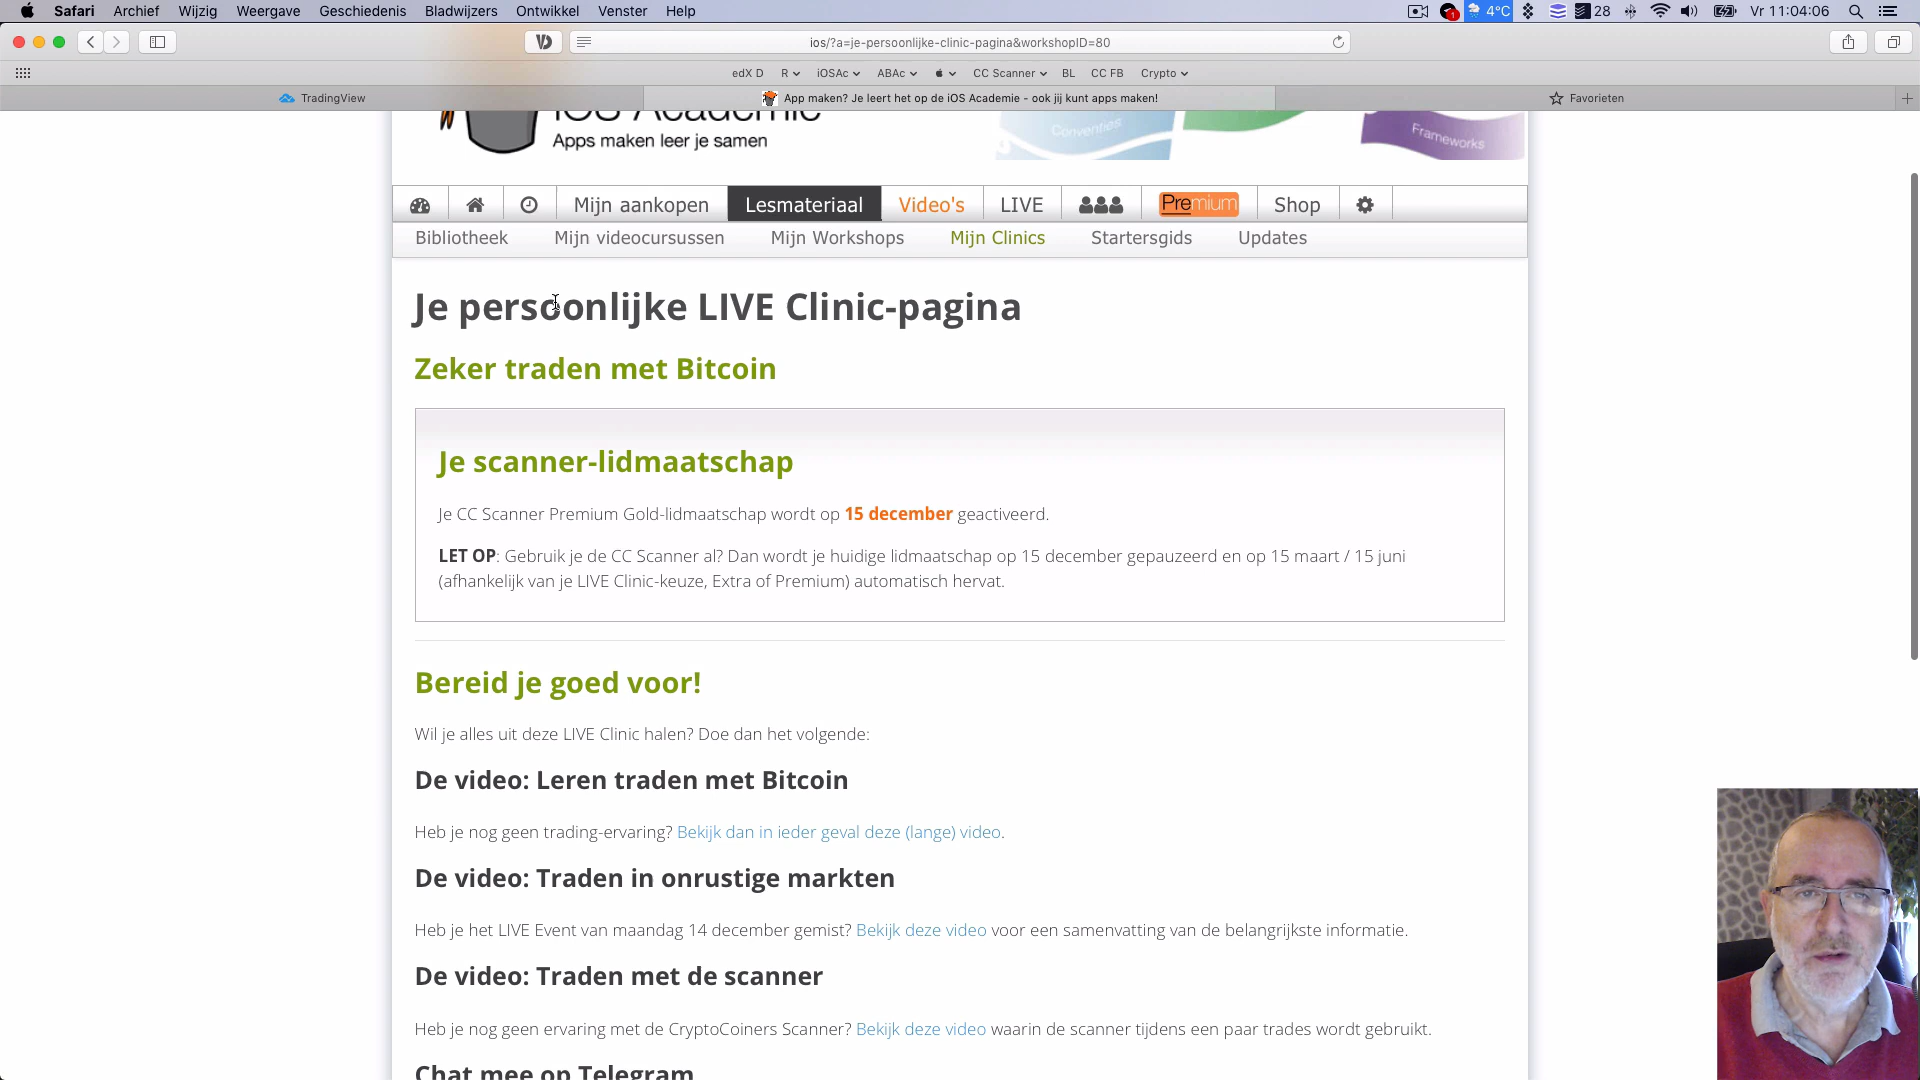 Safari Archief Wijzig Weergave Geschiedenis Bladwijzers Ontwikkel Venster Help 1 4°C 28 Vr 11:04:06
ios/?a=je-persoonlijke-clinic-pagina&workshopID=80
edX D R iOSAc ABAc CC Scanner BL CC FB Crypto
TradingView App maken? Je leert het op de iOS Academie - ook jij kunt apps maken! Favorieten
iOS Academie
Apps maken leer je samen
Conventies
Frameworks
Mijn aankopen Lesmateriaal Video's LIVE Premium Shop
Bibliotheek Mijn videocursussen Mijn Workshops Mijn Clinics Startersgids Updates
Je persoonlijke LIVE Clinic-pagina
Zeker traden met Bitcoin
Je scanner-lidmaatschap
Je CC Scanner Premium Gold-lidmaatschap wordt op 15 december geactiveerd.
LET OP: Gebruik je de CC Scanner al? Dan wordt je huidige lidmaatschap op 15 december gepauzeerd en op 15 maart / 15 juni
(afhankelijk van je LIVE Clinic-keuze, Extra of Premium) automatisch hervat.
Bereid je goed voor!
Wil je alles uit deze LIVE Clinic halen? Doe dan het volgende:
De video: Leren traden met Bitcoin
Heb je nog geen trading-ervaring? Bekijk dan in ieder geval deze (lange) video.
De video: Traden in onrustige markten
Heb je het LIVE Event van maandag 14 december gemist? Bekijk deze video voor een samenvatting van de belangrijkste informatie.
De video: Traden met de scanner
Heb je nog geen ervaring met de CryptoCoiners Scanner? Bekijk deze video waarin de scanner tijdens een paar trades wordt gebruikt.
Chat mee op Telegram